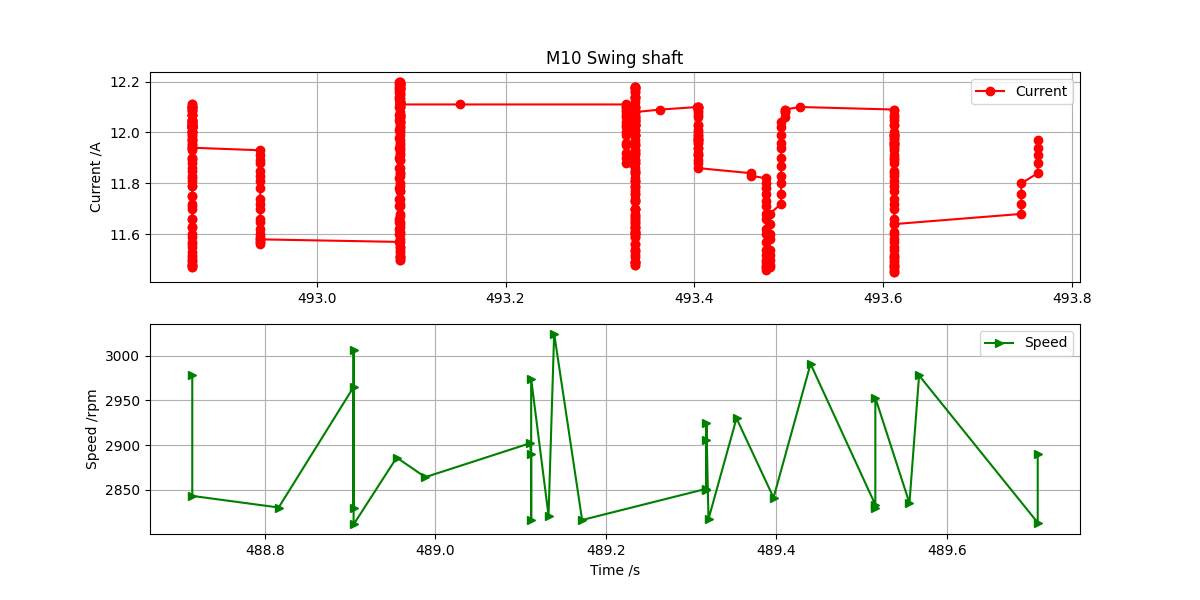 M10 Swing shaft
Current /A
12.2
12.0
11.8
11.6
Current
493.0 493.2 493.4 493.6 493.8
Speed /rpm
3000
2950
2900
2850
Speed
488.8 489.0 489.2 489.4 489.6
Time /s